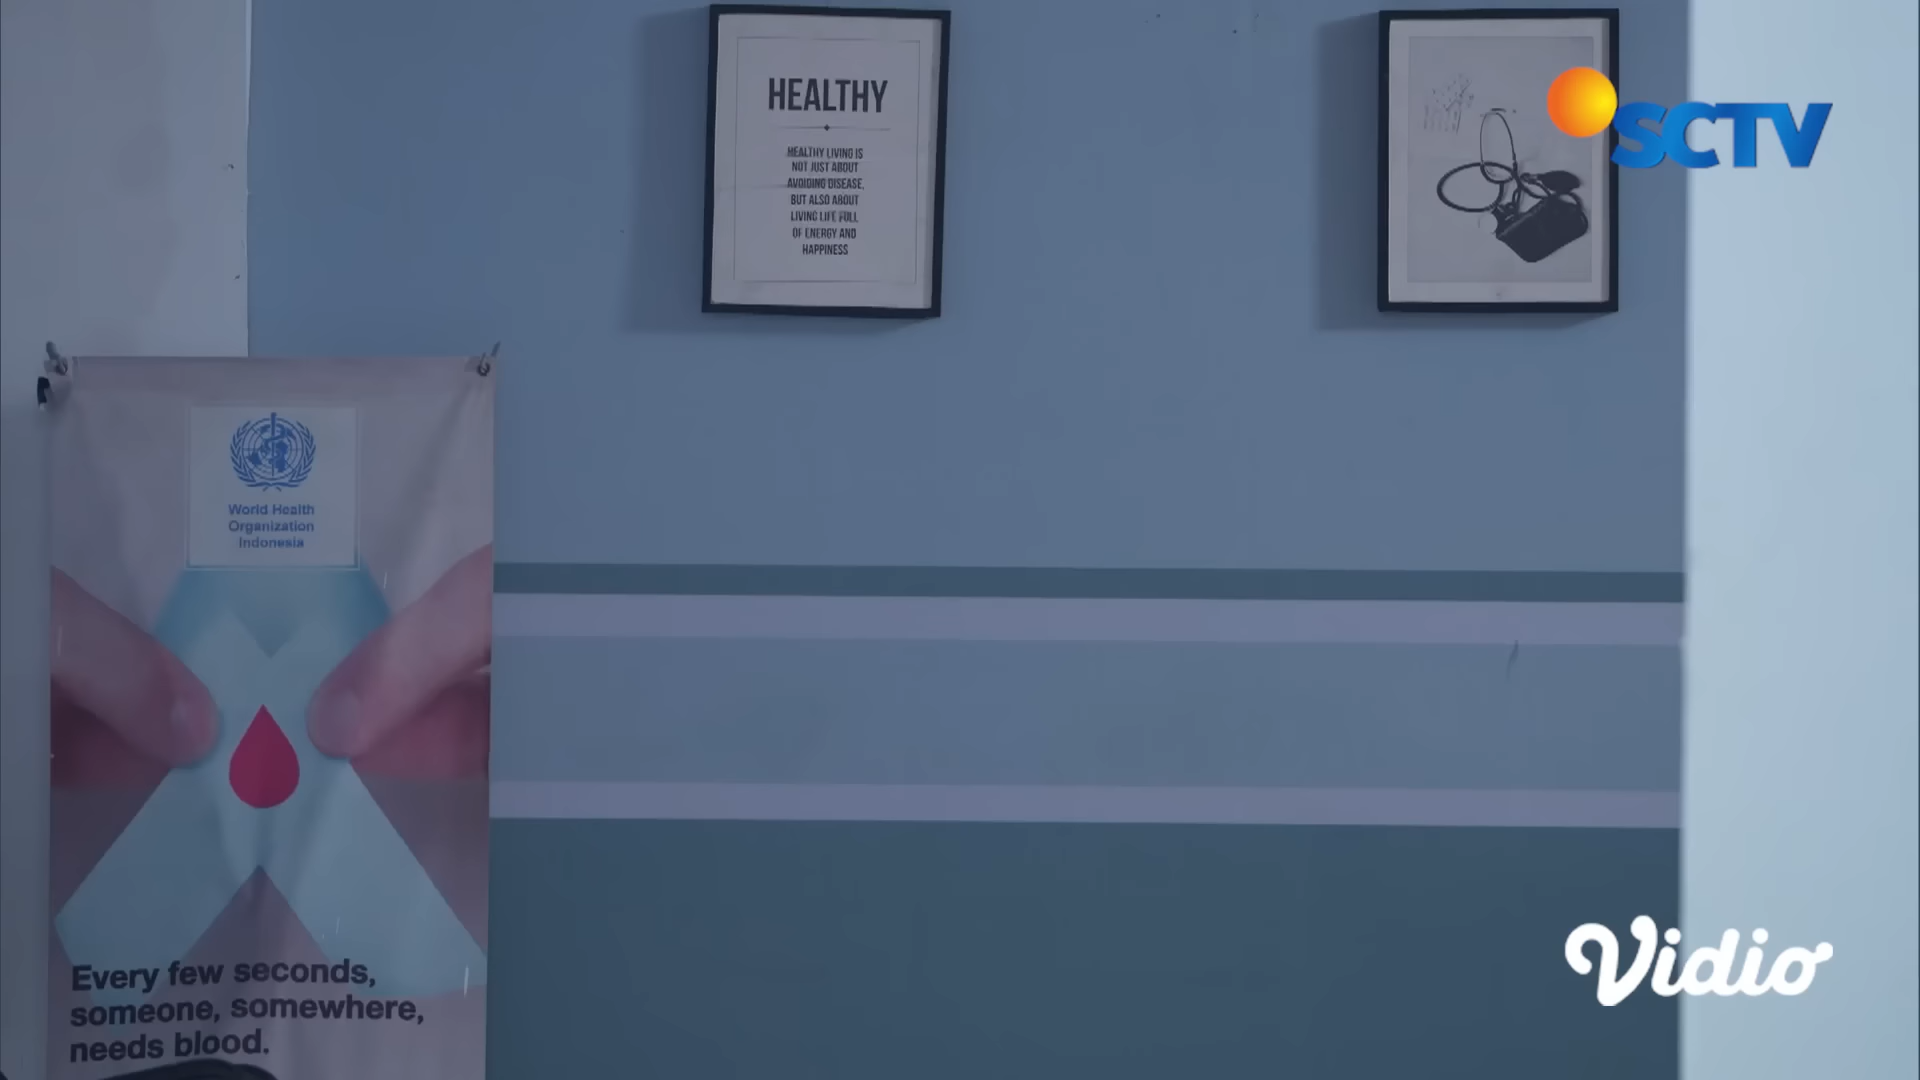 HEALTHY
HEALTHY LIVING IS
NOT JUST ABOUT
AVOIDING DISEASE,
BUT ALSO ABOUT
LIVING LIFE FULL
OF ENERGY AND
HAPPINESS
SCTV
World Health
Organization
Indonesia
Every few seconds,
someone, somewhere,
needs blood.
Vidio